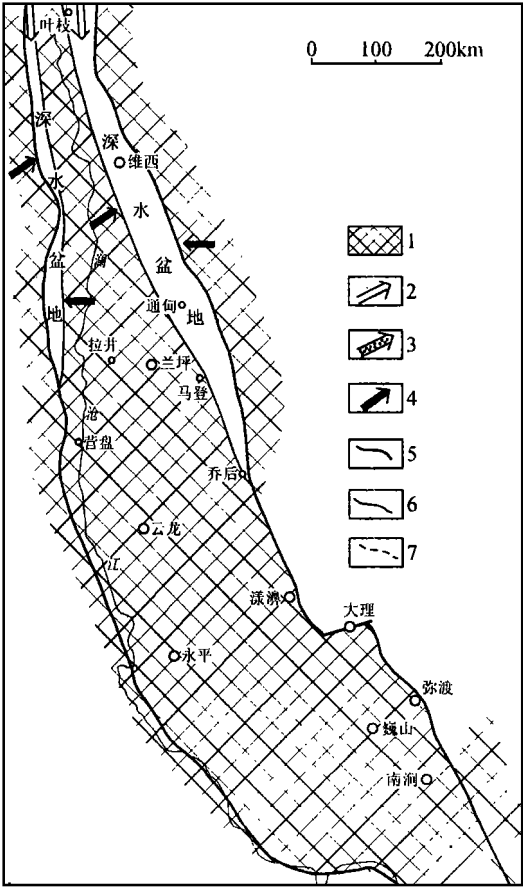 叶枝
0 100 200km
深水盆地
深水盆地
维西
通甸
拉井
兰坪
马登
营盘
乔后
云龙
澜沧江
漾濞
大理
永平
弥渡
巍山
南涧
1
2
3
4
5
6
7